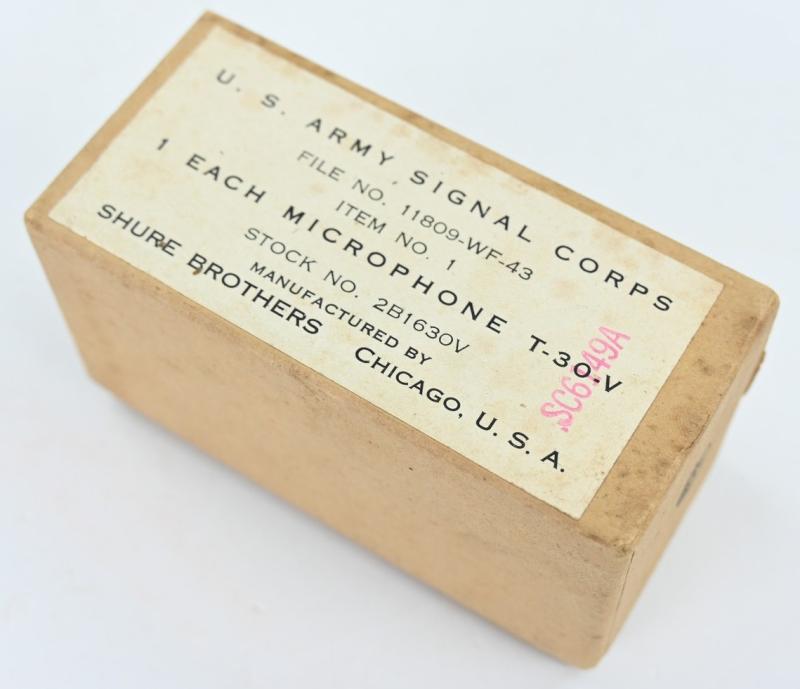 U. S. ARMY SIGNAL CORPS
FILE NO. 11809-WF-43
ITEM NO. 1
1 EACH MICROPHONE T-30-V
STOCK NO. 2B1630V
MANUFACTURED BY
SHURE BROTHERS CHICAGO, U. S. A.